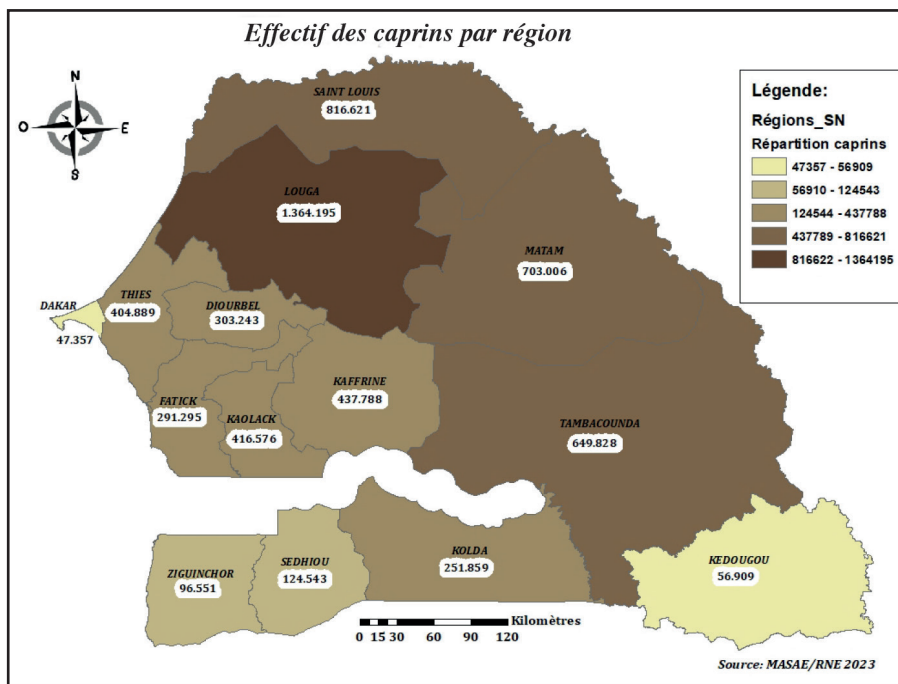 Effectif des caprins par région
N
O
E
S
Légende:
Régions_SN
Répartition caprins
47357 - 56909
56910 - 124543
124544 - 437788
437789 - 816621
816622 - 1364195
SAINT LOUIS
816.621
LOUGA
1.364.195
MATAM
703.006
DAKAR
47.357
THIES
404.889
DIOURBEL
303.243
KAFFRINE
437.788
FATICK
291.295
KAOLACK
416.576
TAMBACOUNDA
649.828
ZIGUINCHOR
96.551
SEDHIOU
124.543
KOLDA
251.859
KEDOUGOU
56.909
Kilomètres
0 15 30 60 90 120
Source: MASAE/RNE 2023